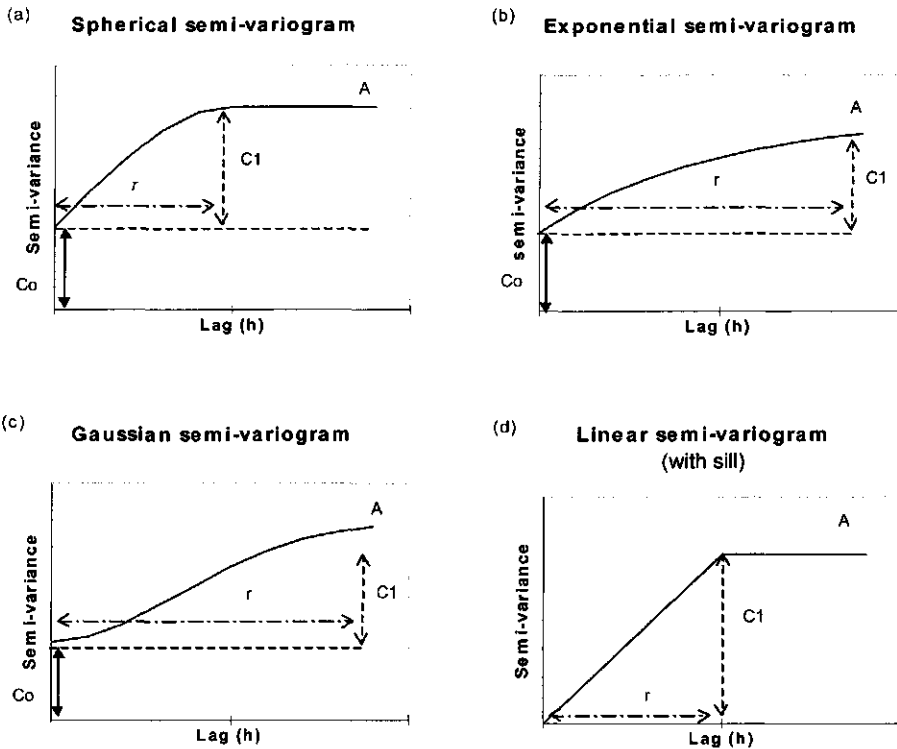 (a)
Spherical semi-variogram
A
C1
r
Semi-variance
Co
Lag (h)
(b)
Exponential semi-variogram
A
r
C1
semi-variance
Co
Lag (h)
(c)
Gaussian semi-variogram
A
r
C1
Semi-variance
Co
Lag (h)
(d)
Linear semi-variogram
(with sill)
A
C1
r
Semi-variance
Lag (h)